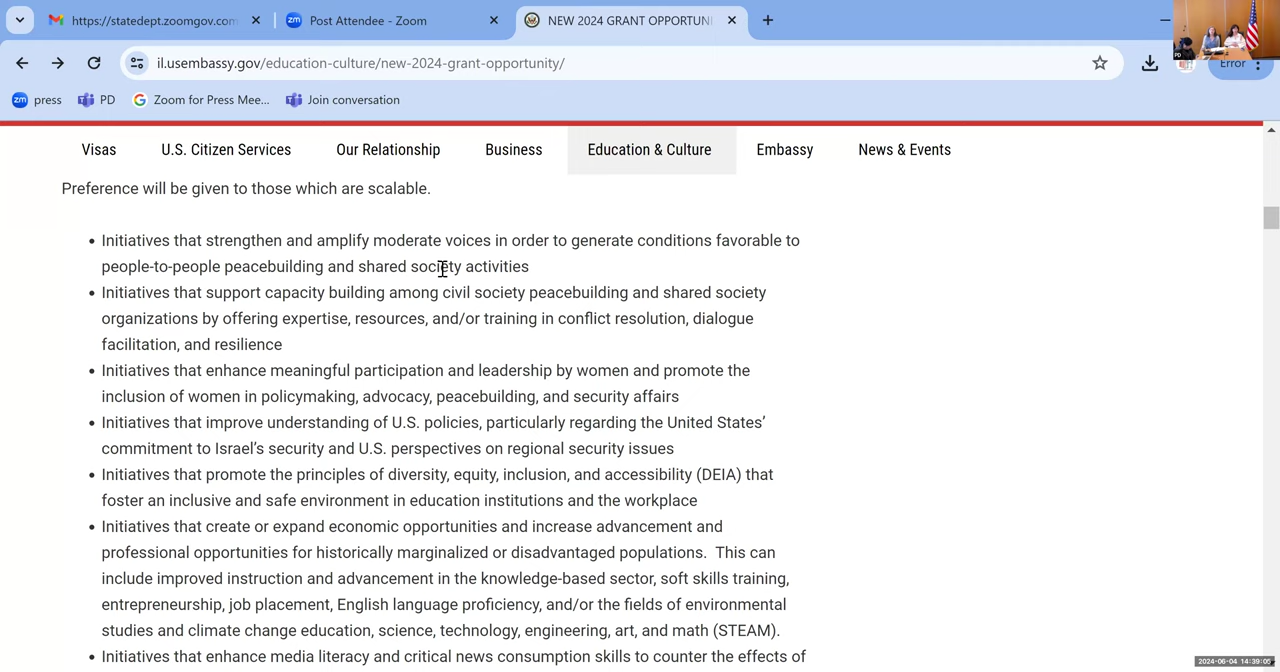 https://statedept.zoomgov.com
Post Attendee - Zoom
NEW 2024 GRANT OPPORTUN
il.usembassy.gov/education-culture/new-2024-grant-opportunity/
Error
press
PD
Zoom for Press Mee...
Join conversation
PD
Visas
U.S. Citizen Services
Our Relationship
Business
Education & Culture
Embassy
News & Events
Preference will be given to those which are scalable.
• Initiatives that strengthen and amplify moderate voices in order to generate conditions favorable to
people-to-people peacebuilding and shared society activities
• Initiatives that support capacity building among civil society peacebuilding and shared society
organizations by offering expertise, resources, and/or training in conflict resolution, dialogue
facilitation, and resilience
• Initiatives that enhance meaningful participation and leadership by women and promote the
inclusion of women in policymaking, advocacy, peacebuilding, and security affairs
• Initiatives that improve understanding of U.S. policies, particularly regarding the United States’
commitment to Israel’s security and U.S. perspectives on regional security issues
• Initiatives that promote the principles of diversity, equity, inclusion, and accessibility (DEIA) that
foster an inclusive and safe environment in education institutions and the workplace
• Initiatives that create or expand economic opportunities and increase advancement and
professional opportunities for historically marginalized or disadvantaged populations.  This can
include improved instruction and advancement in the knowledge-based sector, soft skills training,
entrepreneurship, job placement, English language proficiency, and/or the fields of environmental
studies and climate change education, science, technology, engineering, art, and math (STEAM).
• Initiatives that enhance media literacy and critical news consumption skills to counter the effects of